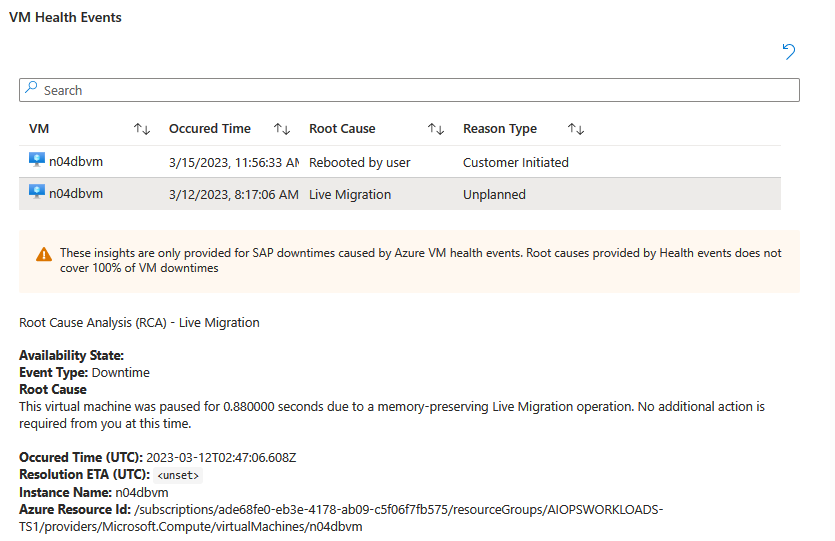 VM Health Events
Search
VM Occured Time Root Cause Reason Type
n04dbvm 3/15/2023, 11:56:33 AM Rebooted by user Customer Initiated
n04dbvm 3/12/2023, 8:17:06 AM Live Migration Unplanned
These insights are only provided for SAP downtimes caused by Azure VM health events. Root causes provided by Health events does not
cover 100% of VM downtimes
Root Cause Analysis (RCA) - Live Migration
Availability State:
Event Type: Downtime
Root Cause
This virtual machine was paused for 0.880000 seconds due to a memory-preserving Live Migration operation. No additional action is
required from you at this time.
Occured Time (UTC): 2023-03-12T02:47:06.608Z
Resolution ETA (UTC): <unset>
Instance Name: n04dbvm
Azure Resource Id: /subscriptions/ade68fe0-eb3e-4178-ab09-c5f06f7fb575/resourceGroups/AIOPSWORKLOADS-
TS1/providers/Microsoft.Compute/virtualMachines/n04dbvm